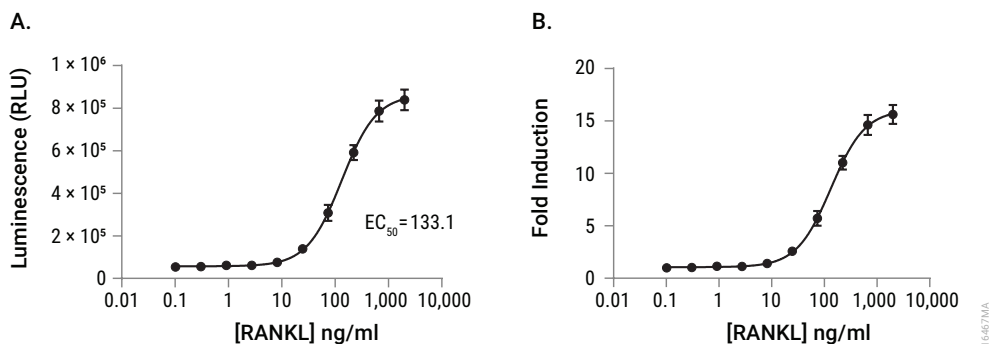 A.
Luminescence (RLU)
1 × 10⁶
8 × 10⁵
6 × 10⁵
4 × 10⁵
2 × 10⁵
0
EC₅₀=133.1
0.01 0.1 1 10 100 1,000 10,000
[RANKL] ng/ml
B.
Fold Induction
20
15
10
5
0
0.01 0.1 1 10 100 1,000 10,000
[RANKL] ng/ml